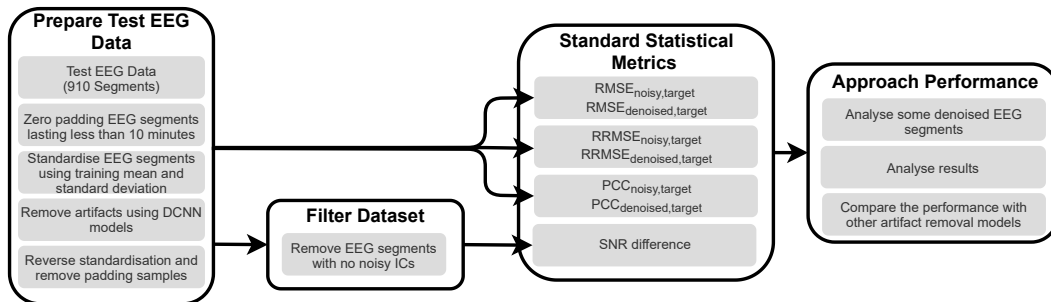 Prepare Test EEG
Data
Test EEG Data
(910 Segments)
Zero padding EEG segments
lasting less than 10 minutes
Standardise EEG segments
using training mean and
standard deviation
Remove artifacts using DCNN
models
Reverse standardisation and
remove padding samples
Filter Dataset
Remove EEG segments
with no noisy ICs
Standard Statistical
Metrics
RMSEnoisy,target
RMSEdenoised,target
RRMSEnoisy,target
RRMSEdenoised,target
PCCnoisy,target
PCCdenoised,target
SNR difference
Approach Performance
Analyse some denoised EEG
segments
Analyse results
Compare the performance with
other artifact removal models